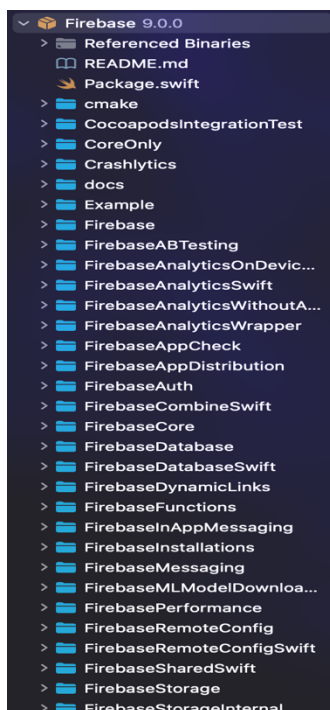 Firebase 9.0.0
Referenced Binaries
README.md
Package.swift
cmake
CocoapodsIntegrationTest
CoreOnly
Crashlytics
docs
Example
Firebase
FirebaseABTesting
FirebaseAnalyticsOnDevic...
FirebaseAnalyticsSwift
FirebaseAnalyticsWithoutA...
FirebaseAnalyticsWrapper
FirebaseAppCheck
FirebaseAppDistribution
FirebaseAuth
FirebaseCombineSwift
FirebaseCore
FirebaseDatabase
FirebaseDatabaseSwift
FirebaseDynamicLinks
FirebaseFunctions
FirebaseInAppMessaging
FirebaseInstallations
FirebaseMessaging
FirebaseMLModelDownloa...
FirebasePerformance
FirebaseRemoteConfig
FirebaseRemoteConfigSwift
FirebaseSharedSwift
FirebaseStorage
FirebaseStorageInternal